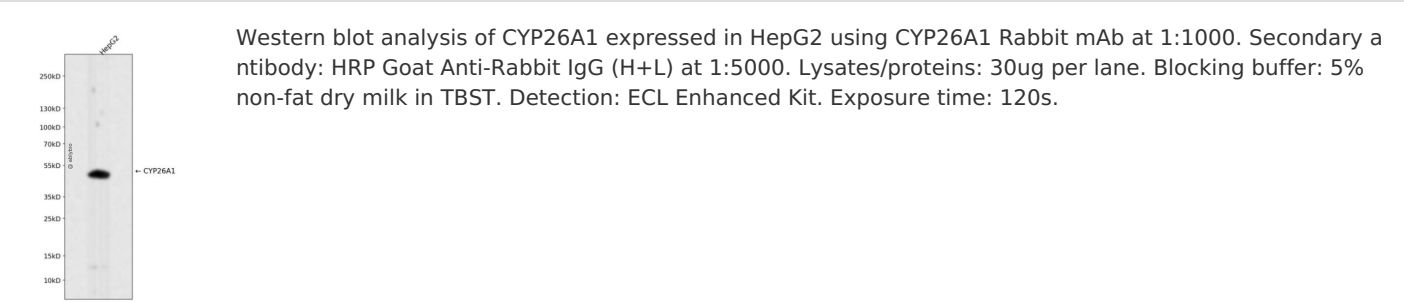 HepG2
250kD
130kD
100kD
70kD
55kD
35kD
25kD
15kD
10kD
@ abbybio
← CYP26A1
Western blot analysis of CYP26A1 expressed in HepG2 using CYP26A1 Rabbit mAb at 1:1000. Secondary a
ntibody: HRP Goat Anti-Rabbit IgG (H+L) at 1:5000. Lysates/proteins: 30ug per lane. Blocking buffer: 5%
non-fat dry milk in TBST. Detection: ECL Enhanced Kit. Exposure time: 120s.